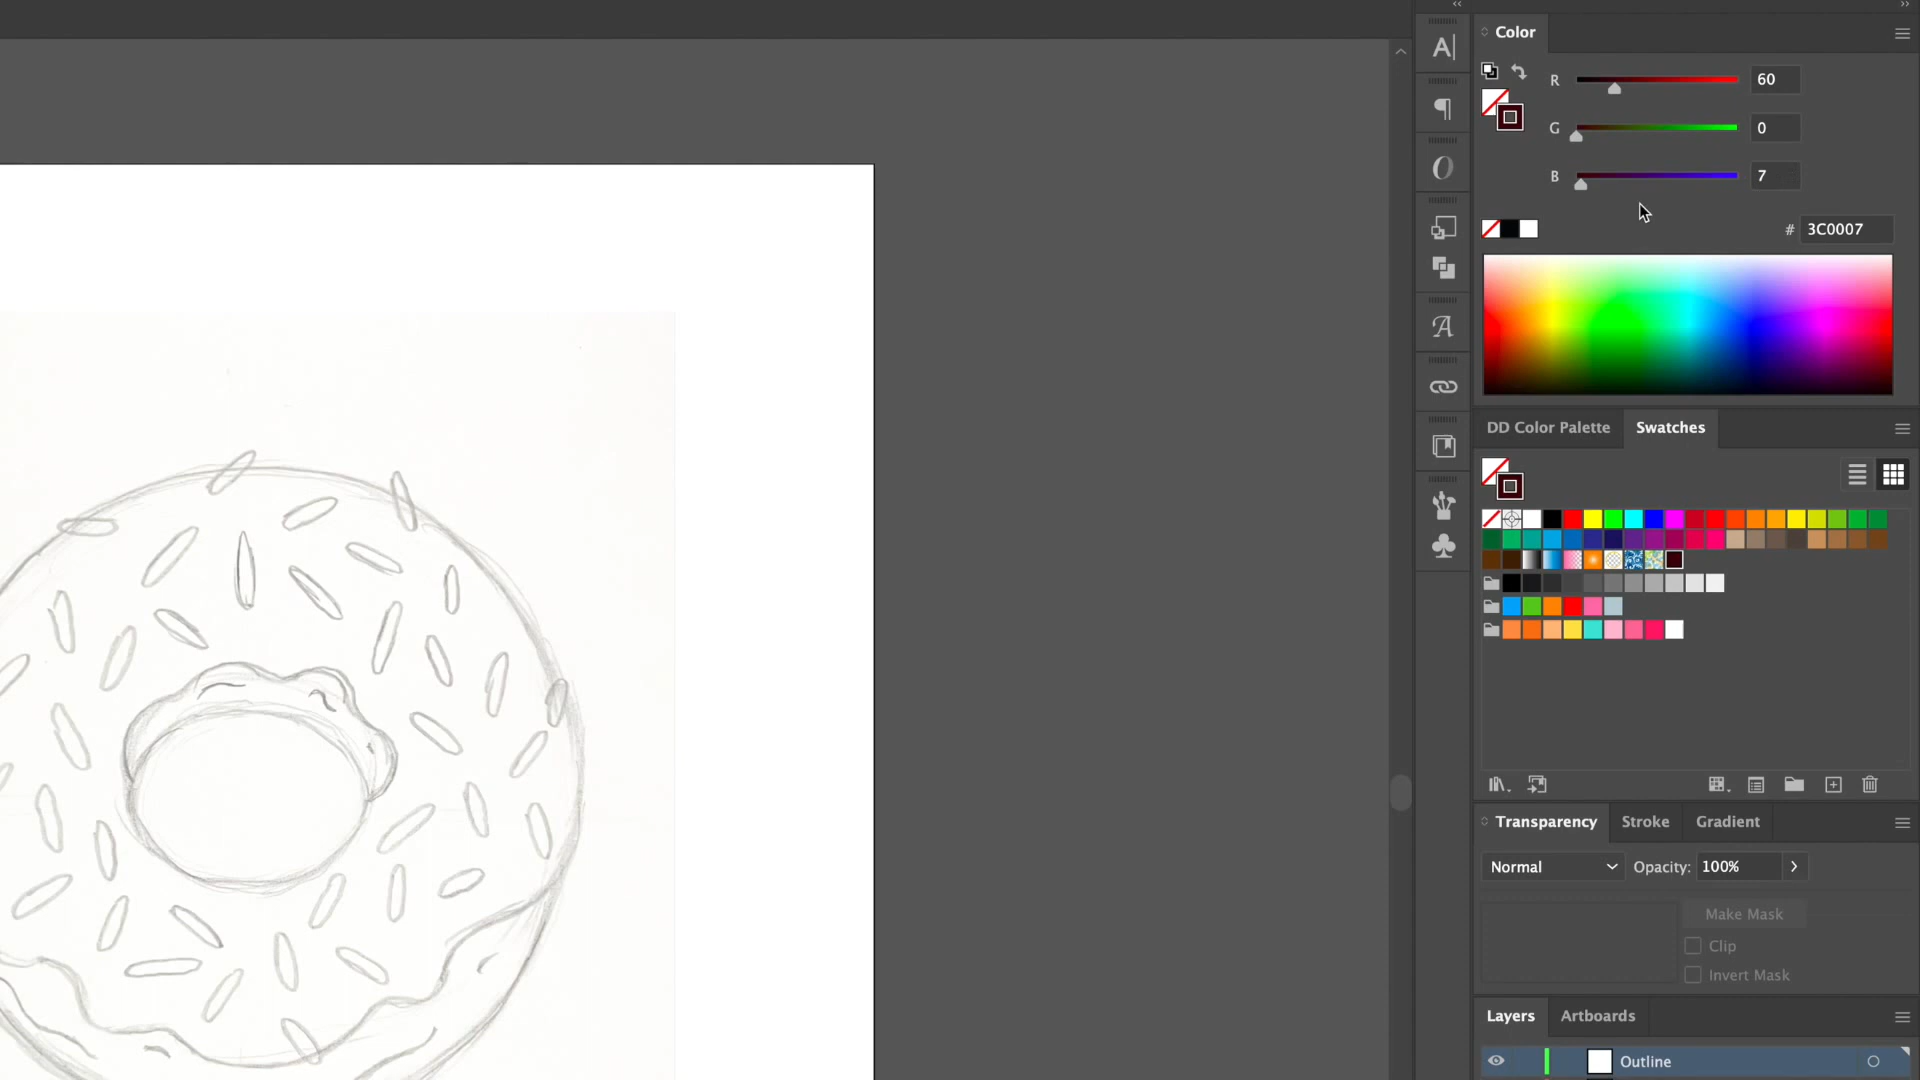 Color
R 60
G 0
B 7
# 3C0007
DD Color Palette Swatches
Transparency Stroke Gradient
Normal Opacity: 100%
Make Mask
Clip
Invert Mask
Layers Artboards
Outline